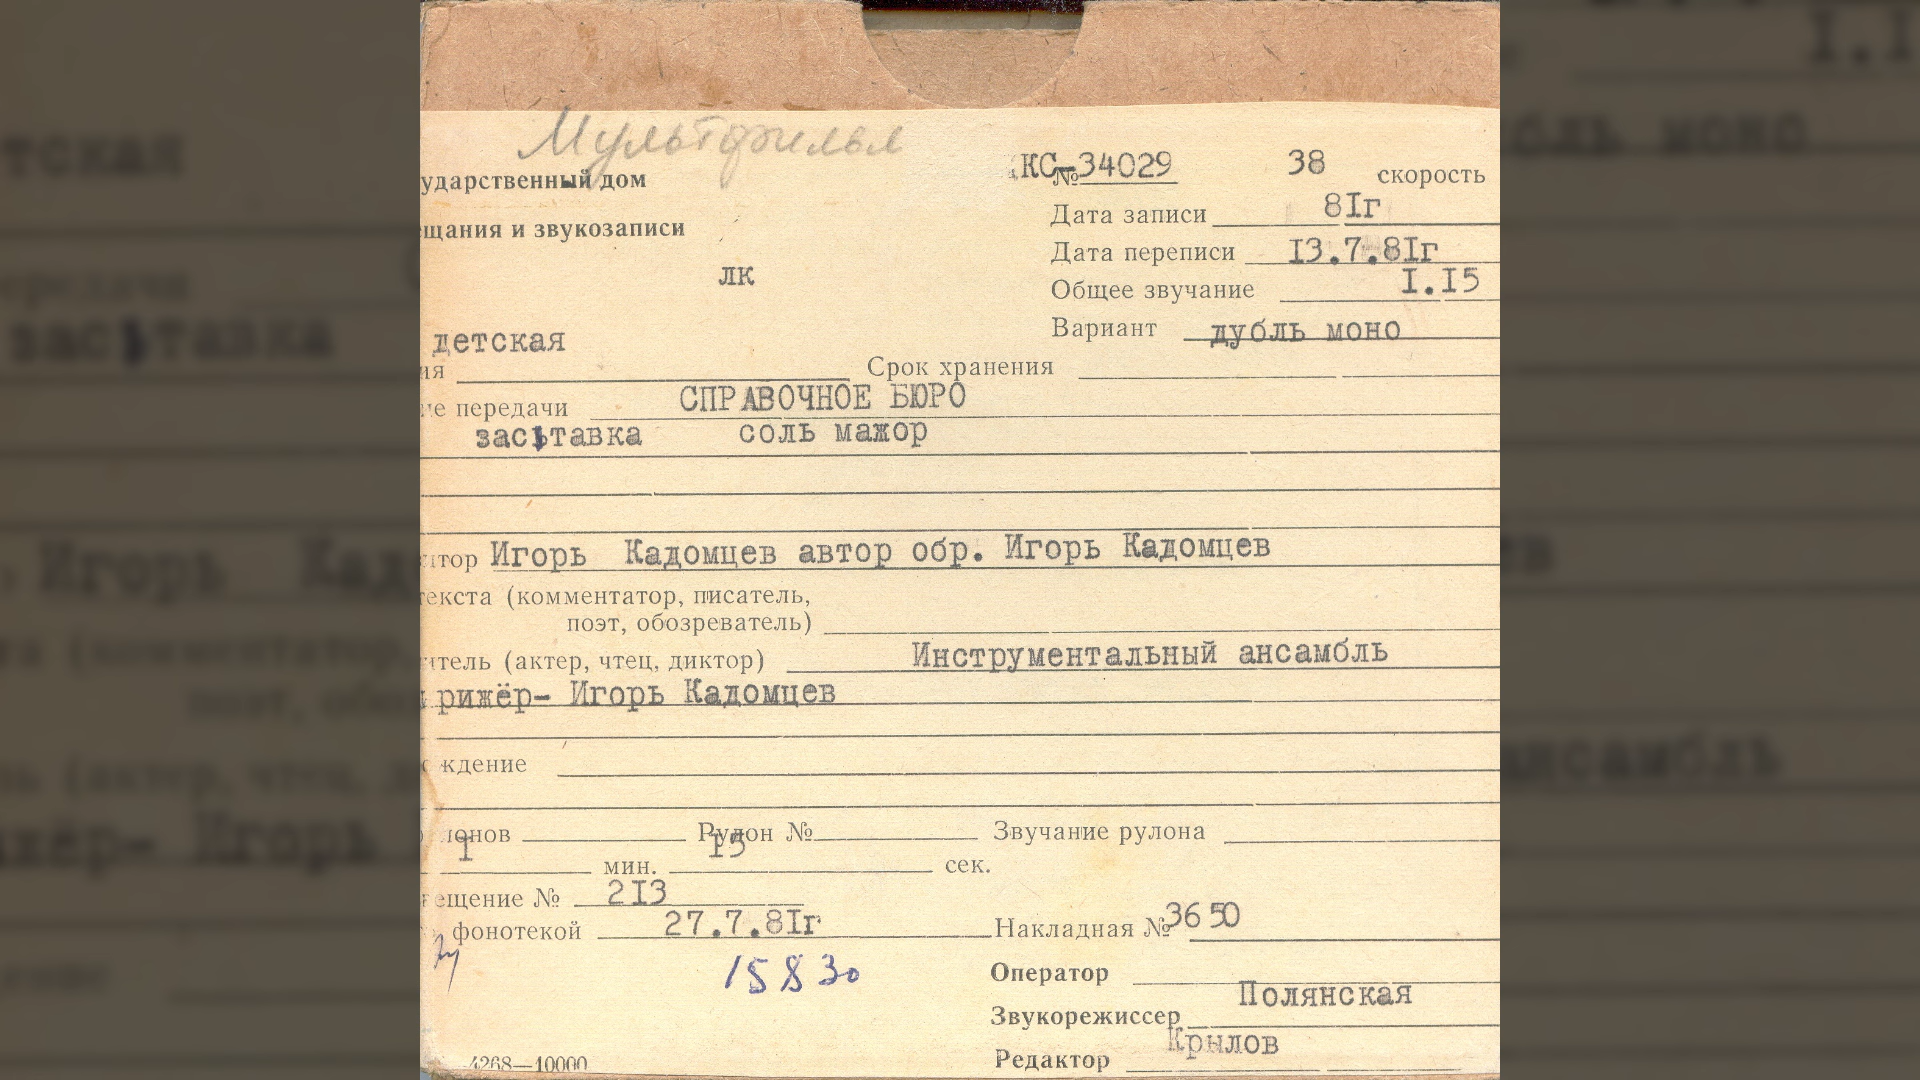 Мультфильм
ударственный дом
КС-34029 № 38 скорость
ещания и звукозаписи
Дата записи 81г
Дата переписи 13.7.81г
лк
Общее звучание 1.15
Вариант дубль моно
детская
ия Срок хранения
ие передачи СПРАВОЧНОЕ БЮРО
заставка соль мажор
тор Игорь Кадомцев автор обр. Игорь Кадомцев
текста (комментатор, писатель,
поэт, обозреватель)
итель (актер, чтец, диктор) Инструментальный ансамбль
рижёр- Игорь Кадомцев
ждение
лонов Рулон № Звучание рулона
1 мин. 15 сек.
ещение № 213
фонотекой 27.7.81г Накладная № 3650
15830
Оператор
Полянская
Звукорежиссер
Крылов
Редактор
4268—10000